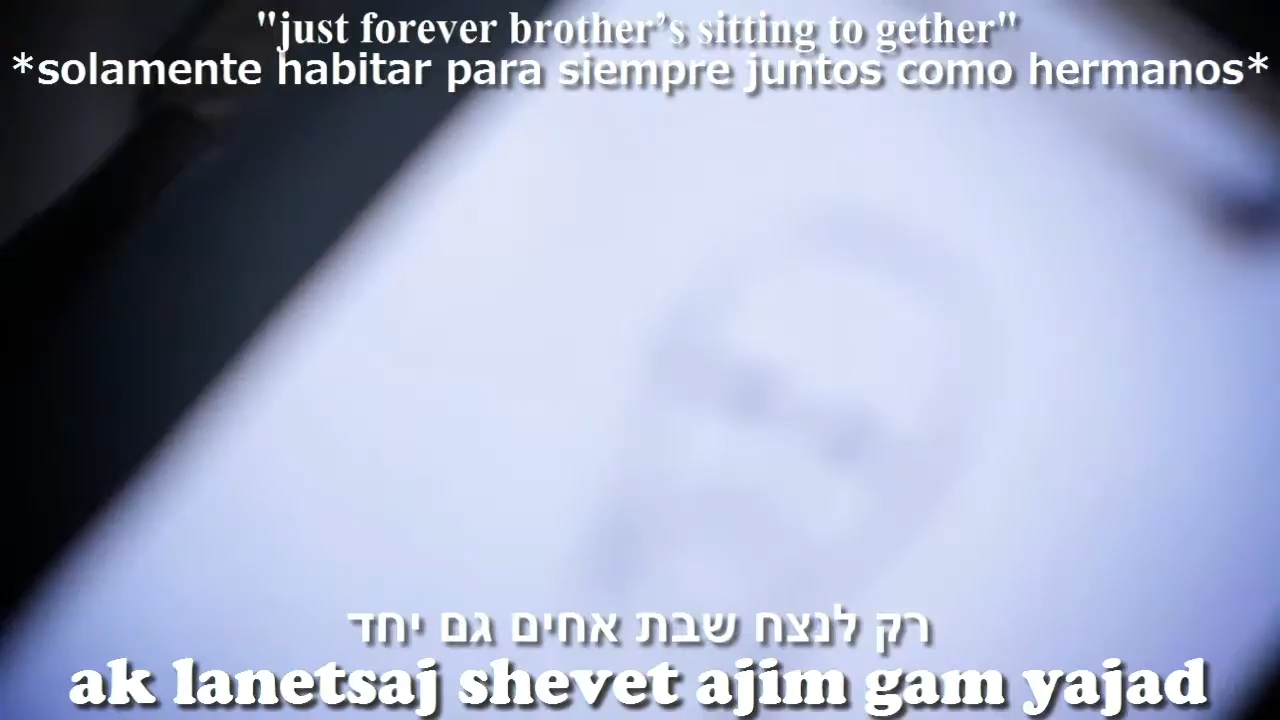 "just forever brother's sitting to gether"
*solamente habitar para siempre juntos como hermanos*
רק לנצח שבת אחים גם יחד
ak lanetsaj shevet ajim gam yajad